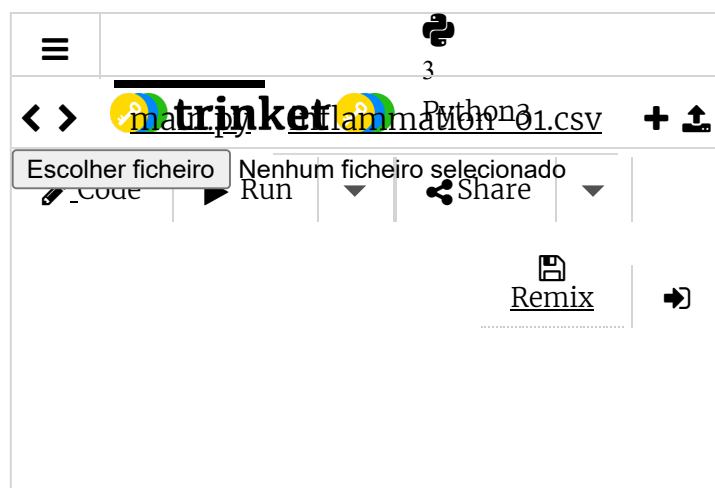 3
Python3
trinket
main.py inflammation-01.csv
Escolher ficheiro Nenhum ficheiro selecionado
Code Run Share
Remix